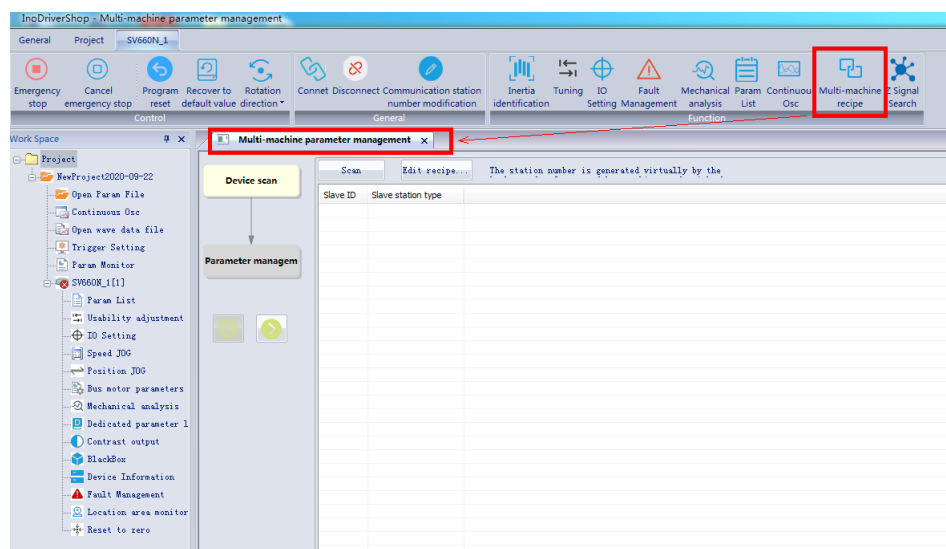 InoDriverShop - Multi-machine parameter management
General Project SV660N_1
Emergency stop
Cancel emergency stop
Program reset
Recover to default value
Rotation direction
Connet
Disconnect
Communication station number modification
Inertia identification
Tuning
IO Setting
Fault Management
Mechanical analysis
Param List
Continuou Osc
Multi-machine recipe
Z Signal Search
Control
General
Function
Work Space
Multi-machine parameter management x
Project
NewProject2020-09-22
Open Param File
Continuous Osc
Open wave data file
Trigger Setting
Param Monitor
SV660N_1[1]
Param List
Usability adjustment
IO Setting
Speed JOG
Position JOG
Bus motor parameters
Mechanical analysis
Dedicated parameter l
Contrast output
BlackBox
Device Information
Fault Management
Location area monitor
Reset to zero
Device scan
Parameter managem
Scan
Edit recipe...
The station number is generated virtually by the
Slave ID
Slave station type